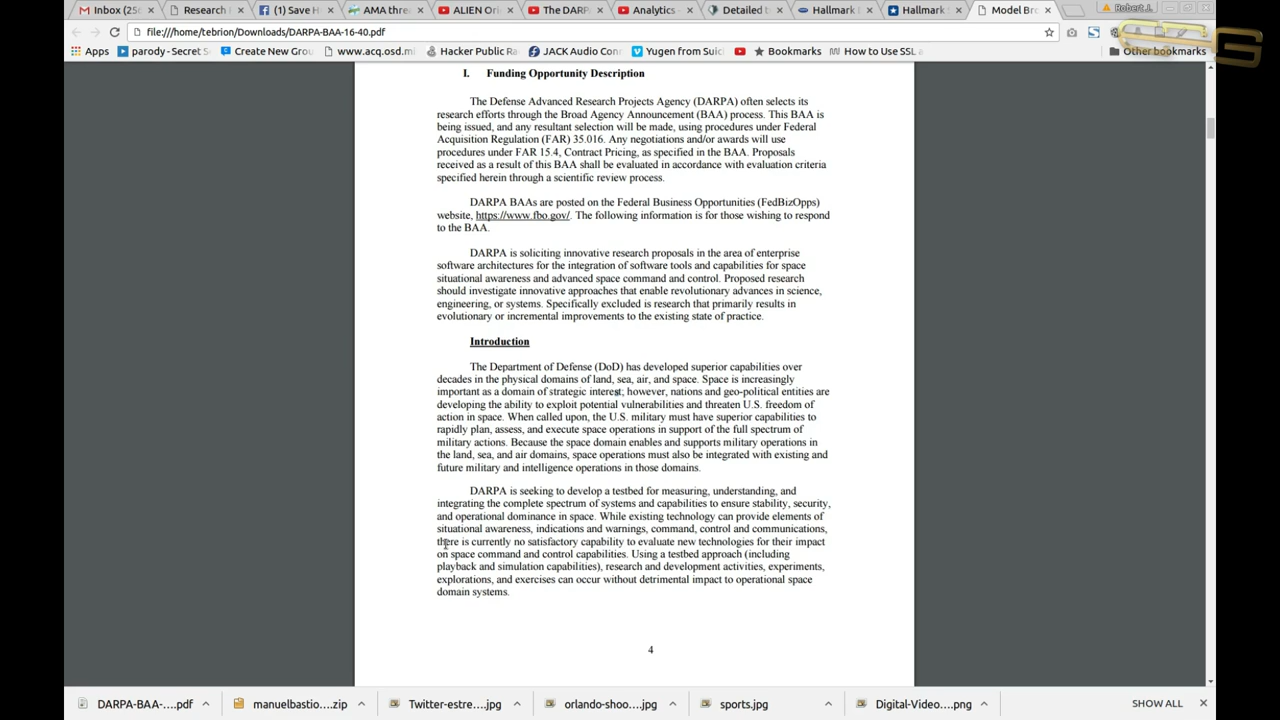 Inbox (25
Research
(1) Save H
AMA thre
ALIEN Ori
The DARP
Analytics -
Detailed t
Hallmark
Hallmark
Model Bro
Robert J.
file:///home/tebrion/Downloads/DARPA-BAA-16-40.pdf
Apps
parody - Secret S
Create New Grou
www.acq.osd.mi
Hacker Public Ra
JACK Audio Conn
Yugen from Suic
Bookmarks
How to Use SSL a
Other bookmarks
I. Funding Opportunity Description
The Defense Advanced Research Projects Agency (DARPA) often selects its
research efforts through the Broad Agency Announcement (BAA) process. This BAA is
being issued, and any resultant selection will be made, using procedures under Federal
Acquisition Regulation (FAR) 35.016. Any negotiations and/or awards will use
procedures under FAR 15.4, Contract Pricing, as specified in the BAA. Proposals
received as a result of this BAA shall be evaluated in accordance with evaluation criteria
specified herein through a scientific review process.
DARPA BAAs are posted on the Federal Business Opportunities (FedBizOpps)
website, https://www.fbo.gov/. The following information is for those wishing to respond
to the BAA.
DARPA is soliciting innovative research proposals in the area of enterprise
software architectures for the integration of software tools and capabilities for space
situational awareness and advanced space command and control. Proposed research
should investigate innovative approaches that enable revolutionary advances in science,
engineering, or systems. Specifically excluded is research that primarily results in
evolutionary or incremental improvements to the existing state of practice.
Introduction
The Department of Defense (DoD) has developed superior capabilities over
decades in the physical domains of land, sea, air, and space. Space is increasingly
important as a domain of strategic interest; however, nations and geo-political entities are
developing the ability to exploit potential vulnerabilities and threaten U.S. freedom of
action in space. When called upon, the U.S. military must have superior capabilities to
rapidly plan, assess, and execute space operations in support of the full spectrum of
military actions. Because the space domain enables and supports military operations in
the land, sea, and air domains, space operations must also be integrated with existing and
future military and intelligence operations in those domains.
DARPA is seeking to develop a testbed for measuring, understanding, and
integrating the complete spectrum of systems and capabilities to ensure stability, security,
and operational dominance in space. While existing technology can provide elements of
situational awareness, indications and warnings, command, control and communications,
there is currently no satisfactory capability to evaluate new technologies for their impact
on space command and control capabilities. Using a testbed approach (including
playback and simulation capabilities), research and development activities, experiments,
explorations, and exercises can occur without detrimental impact to operational space
domain systems.
4
DARPA-BAA-....pdf
manuelbastio....zip
Twitter-estre....jpg
orlando-shoo....jpg
sports.jpg
Digital-Video....png
SHOW ALL